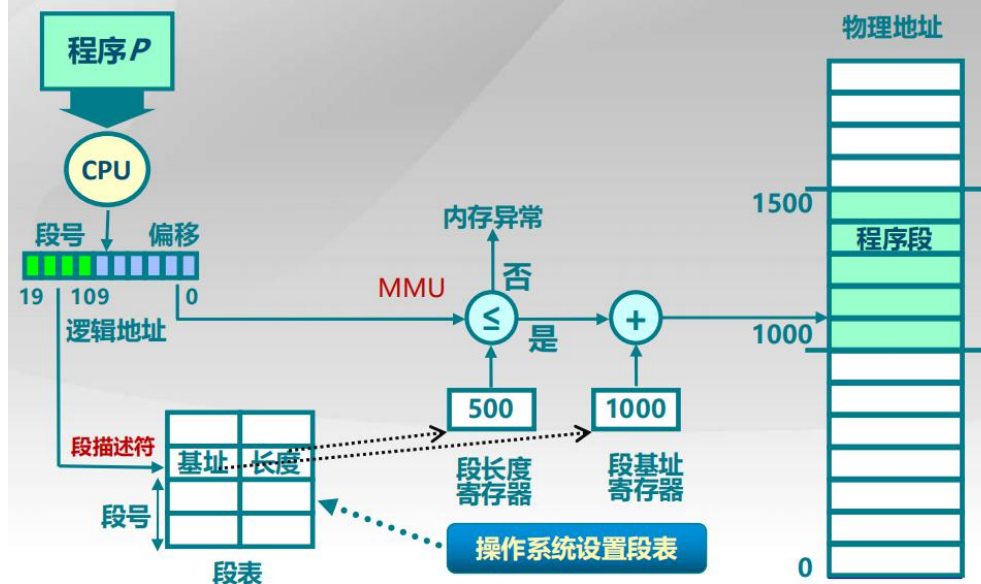 程序P
物理地址
CPU
1500
内存异常
段号
偏移
程序段
否
MMU
19
109
0
≤
+
1000
逻辑地址
是
500
1000
段描述符
基址
长度
段长度
寄存器
段基址
寄存器
段号
操作系统设置段表
0
段表